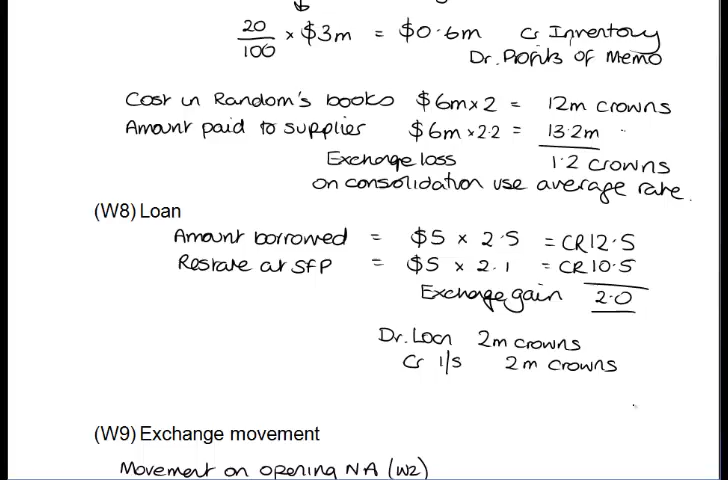 20/100 x $3m = $0.6m Cr Inventory
Dr. Profits of Memo
Cost in Random's books $6m x 2 = 12m crowns
Amount paid to supplier $6m x 2.2 = 13.2m
Exchange loss 1.2 crowns
on consolidation use average rate.
(W8) Loan
Amount borrowed = $5 x 2.5 = CR12.5
Restate at SFP = $5 x 2.1 = CR10.5
Exchange gain 2.0
Dr. Loan 2m crowns
Cr I/S 2m crowns
(W9) Exchange movement
Movement on opening NA (W2)